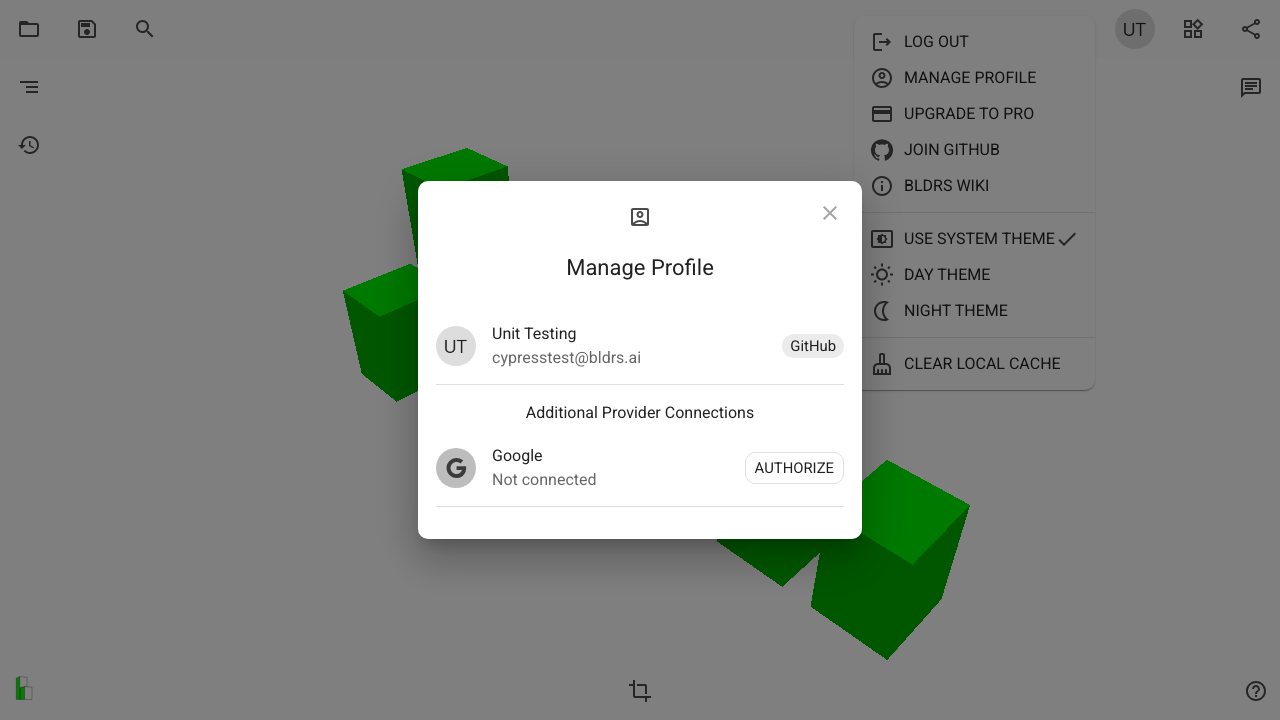 UT
LOG OUT
MANAGE PROFILE
UPGRADE TO PRO
JOIN GITHUB
BLDRS WIKI
USE SYSTEM THEME
DAY THEME
NIGHT THEME
CLEAR LOCAL CACHE
Manage Profile
UT
Unit Testing
cypresstest@bldrs.ai
GitHub
Additional Provider Connections
G
Google
Not connected
AUTHORIZE